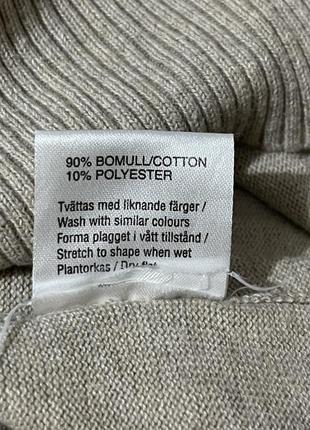 90% BOMULL/COTTON
10% POLYESTER
Tvättas med liknande färger /
Wash with similar colours
Forma plagget i vått tillstånd /
Stretch to shape when wet
Plantorkas / Dry flat